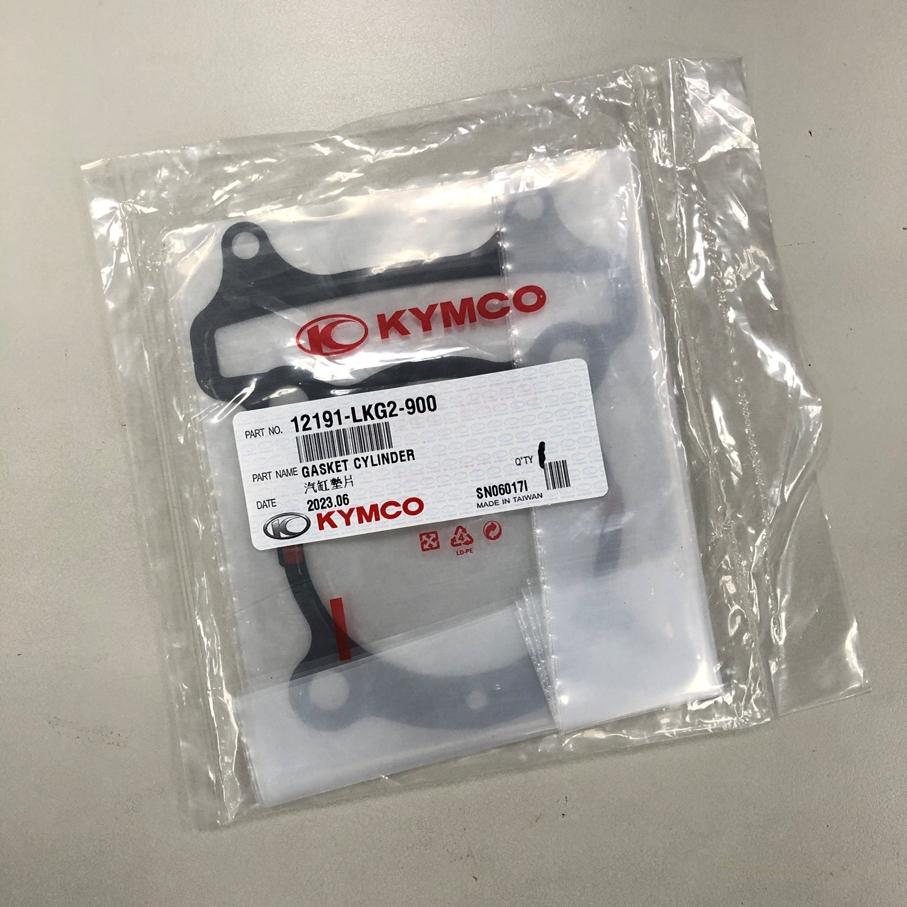 KYMCO
PART NO. 12191-LKG2-900
PART NAME GASKET CYLINDER
汽缸墊片
Q'TY
DATE 2023.06
SN06017I
MADE IN TAIWAN
KYMCO
LD-PE